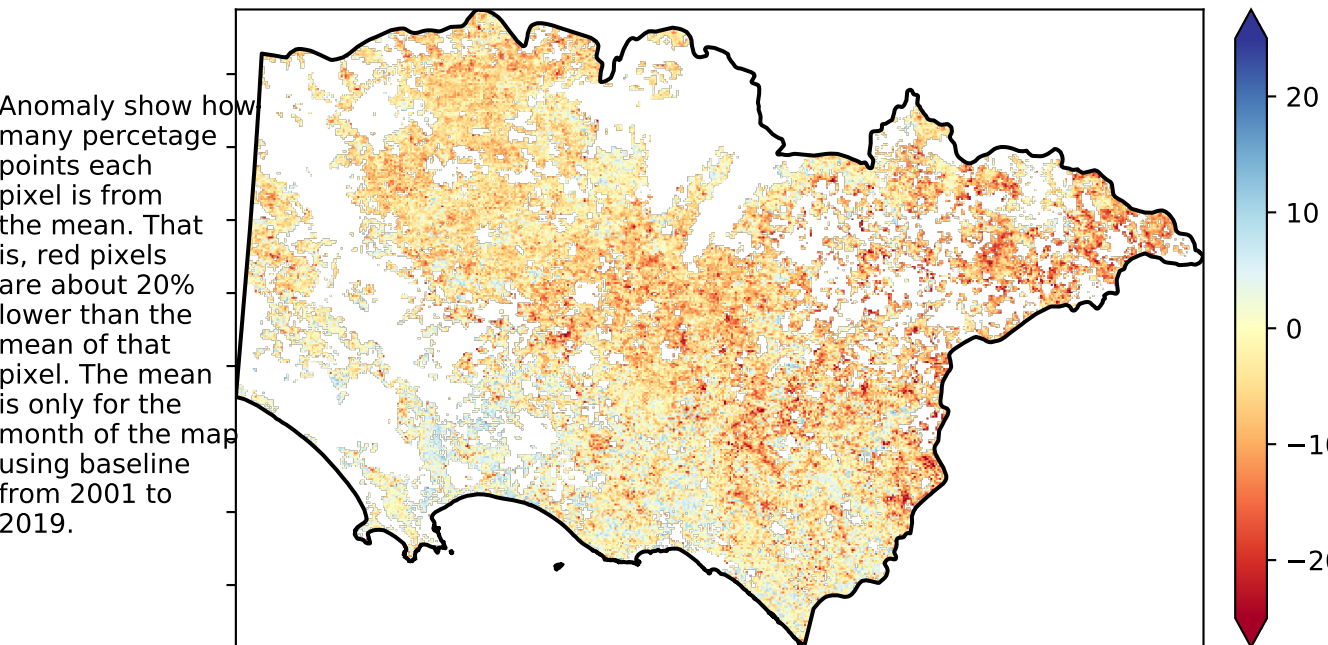 Anomaly show how
many percetage
points each
pixel is from
the mean. That
is, red pixels
are about 20%
lower than the
mean of that
pixel. The mean
is only for the
month of the map
using baseline
from 2001 to
2019.
20
10
0
−10
−20